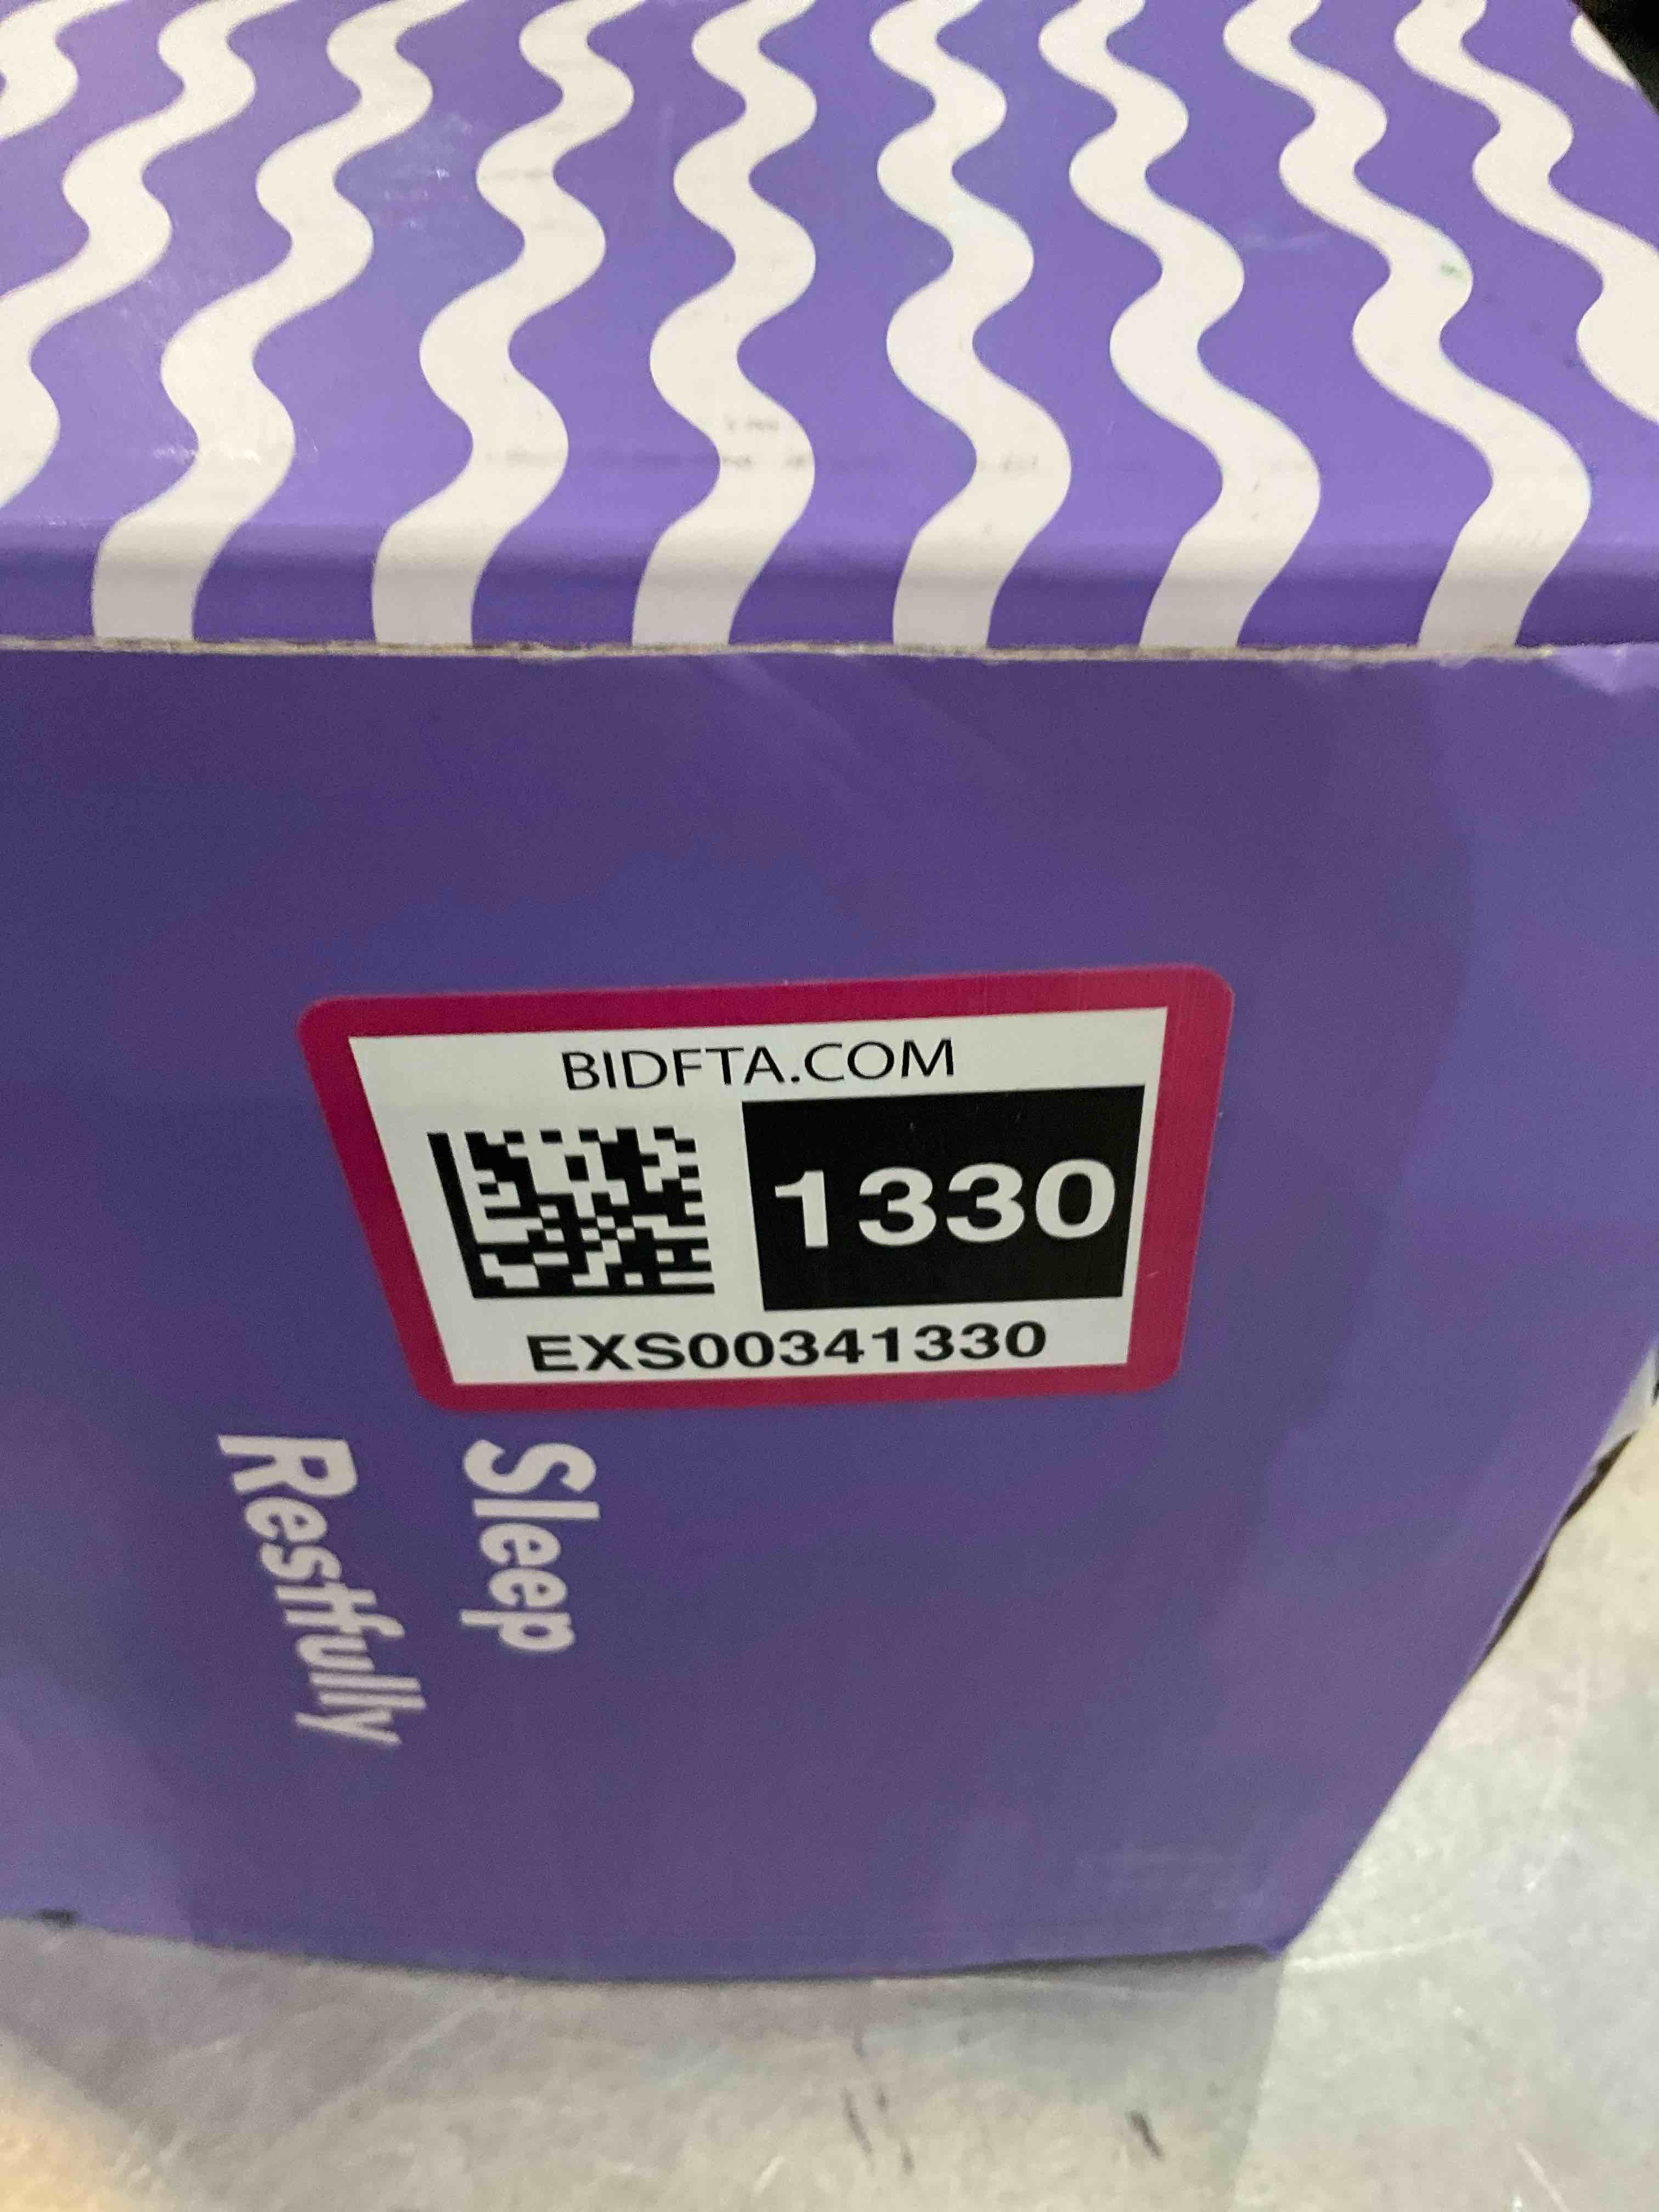 BIDFTA.COM
1330
EXS00341330
Sleep
Restfully